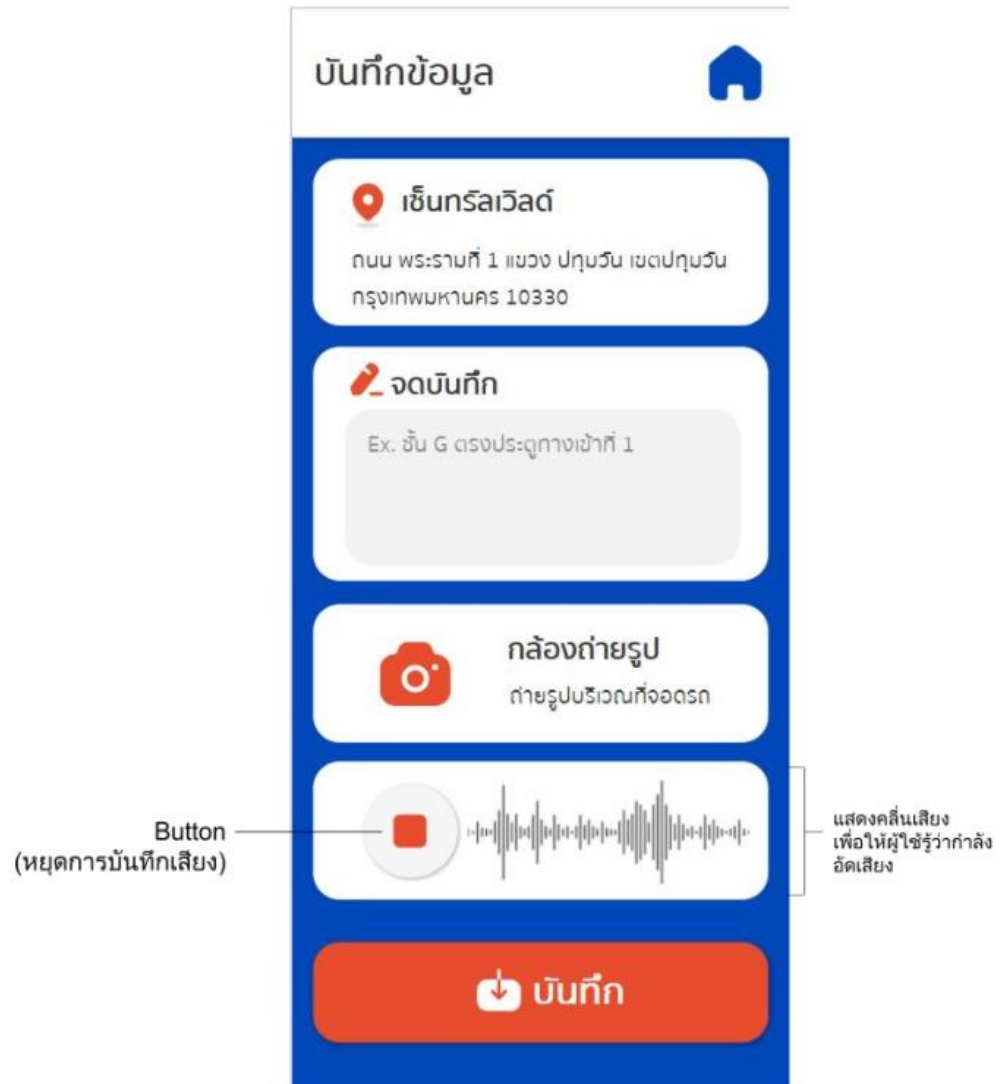 บันทึกข้อมูล
เซ็นทรัลเวิลด์
ถนน พระรามที่ 1 แขวง ปทุมวัน เขตปทุมวัน
กรุงเทพมหานคร 10330
จดบันทึก
Ex. ชั้น G ตรงประตูทางเข้าที่ 1
กล้องถ่ายรูป
ถ่ายรูปบริเวณที่จอดรถ
Button
(หยุดการบันทึกเสียง)
แสดงคลื่นเสียง
เพื่อให้ผู้ใช้รู้ว่ากำลัง
อัดเสียง
บันทึก